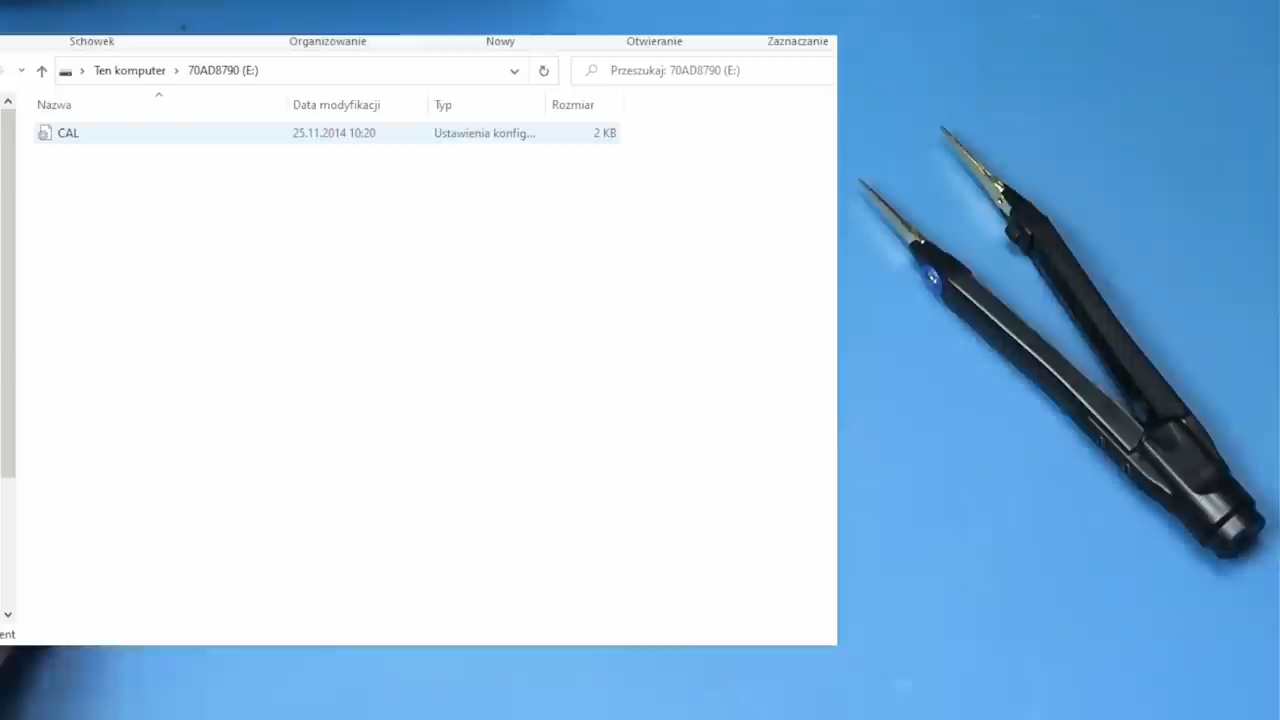 Schowek Organizowanie Nowy Otwieranie Zaznaczanie
Ten komputer > 70AD8790 (E:) Przeszukaj: 70AD8790 (E:)
Nazwa Data modyfikacji Typ Rozmiar
CAL 25.11.2014 10:20 Ustawienia konfig... 2 KB
ent